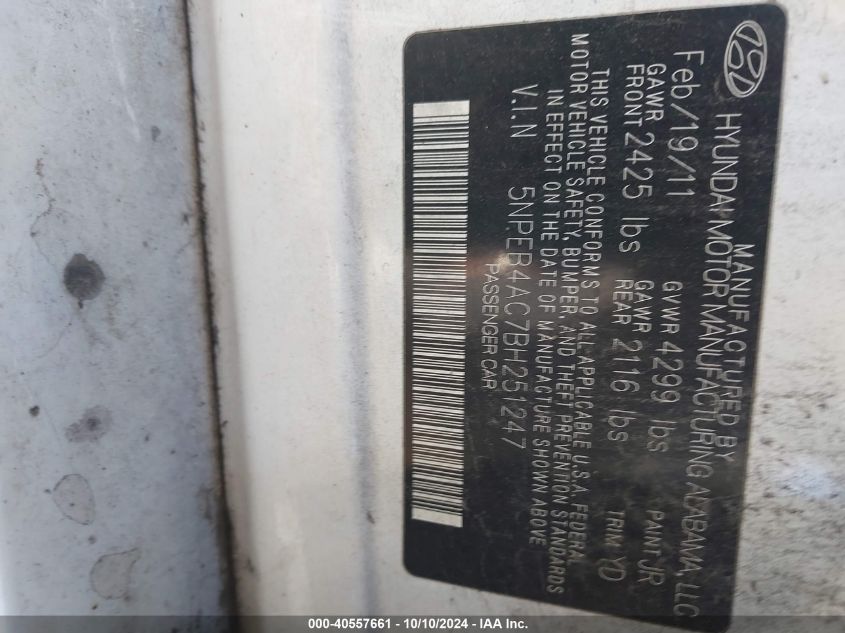 MANUFACTURED BY
HYUNDAI MOTOR MANUFACTURING ALABAMA, LLC
Feb/19/11 GVWR 4299 lbs PAINT JR
GAWR FRONT 2425 lbs GAWR REAR 2116 lbs TRIM YD
THIS VEHICLE CONFORMS TO ALL APPLICABLE U.S.A. FEDERAL
MOTOR VEHICLE SAFETY, BUMPER, AND THEFT PREVENTION STANDARDS
IN EFFECT ON THE DATE OF MANUFACTURE SHOWN ABOVE
V.I.N 5NPEB4AC7BH251247
PASSENGER CAR
000-40557661 - 10/10/2024 - IAA Inc.